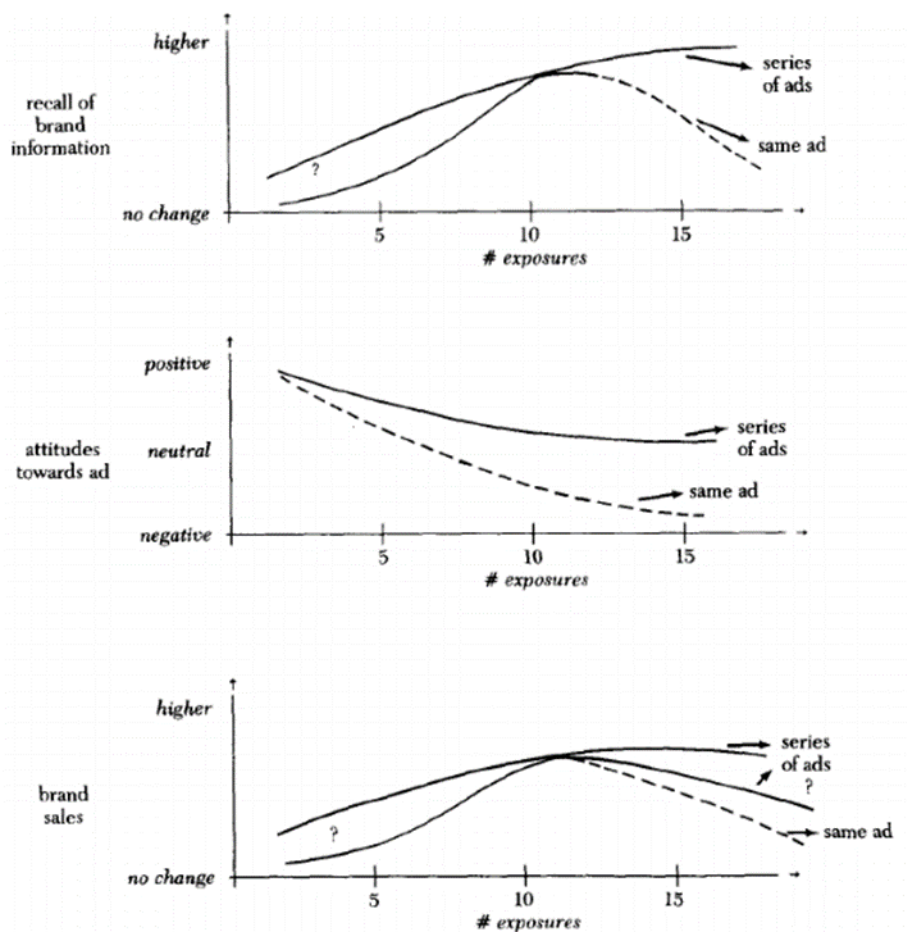 higher
recall of
brand
information
no change
?
series
of ads
same ad
5 10 15
# exposures
positive
attitudes
towards ad
neutral
negative
series
of ads
same ad
5 10 15
# exposures
higher
brand
sales
no change
?
series
of ads
?
same ad
5 10 15
# exposures